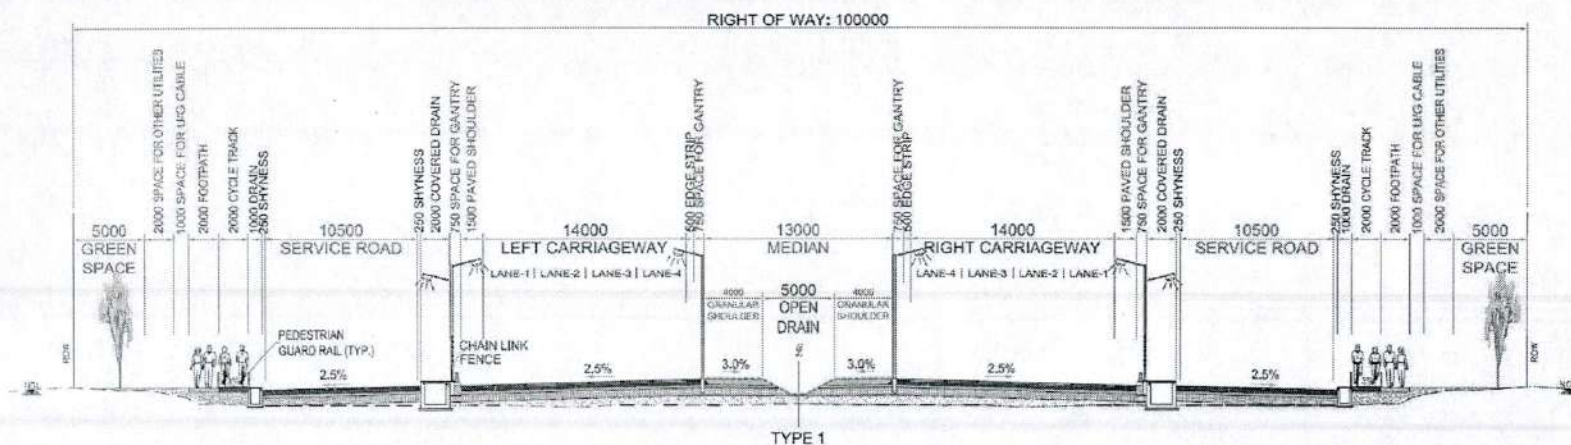 RIGHT OF WAY: 100000
2000 SPACE FOR OTHER UTILITIES
1000 SPACE FOR U/G CABLE
2000 FOOTPATH
2000 CYCLE TRACK
1000 DRAIN
250 SHYNESS
250 SHYNESS
2000 COVERED DRAIN
750 SPACE FOR GANTRY
1500 PAVED SHOULDER
EDGE STRIP
750 SPACE FOR GANTRY
750 SPACE FOR GANTRY
EDGE STRIP
1500 PAVED SHOULDER
750 SPACE FOR GANTRY
2000 COVERED DRAIN
250 SHYNESS
250 SHYNESS
1000 DRAIN
2000 CYCLE TRACK
2000 FOOTPATH
1000 SPACE FOR U/G CABLE
2000 SPACE FOR OTHER UTILITIES
5000
GREEN
SPACE
10500
SERVICE ROAD
14000
LEFT CARRIAGEWAY
LANE-1 | LANE-2 | LANE-3 | LANE-4
13000
MEDIAN
4000
GRANULAR
SHOULDER
5000
OPEN
DRAIN
4000
GRANULAR
SHOULDER
14000
RIGHT CARRIAGEWAY
LANE-4 | LANE-3 | LANE-2 | LANE-1
10500
SERVICE ROAD
5000
GREEN
SPACE
ROW
PEDESTRIAN
GUARD RAIL (TYP.)
CHAIN LINK
FENCE
2.5%
2.5%
3.0%
3.0%
2.5%
2.5%
ROW
TYPE 1